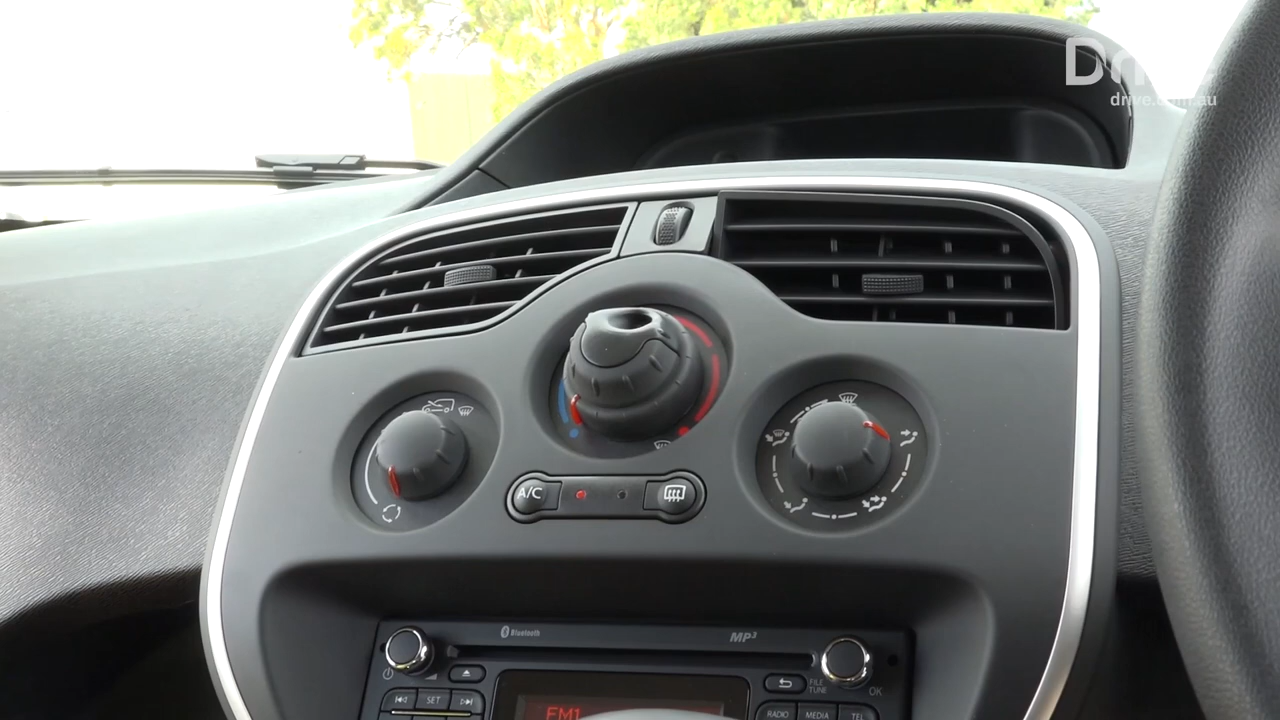 Drive
drive.com.au
A/C
Bluetooth
MP3
FILE
TUNE
OK
SET
RADIO
MEDIA
TEL
FM1